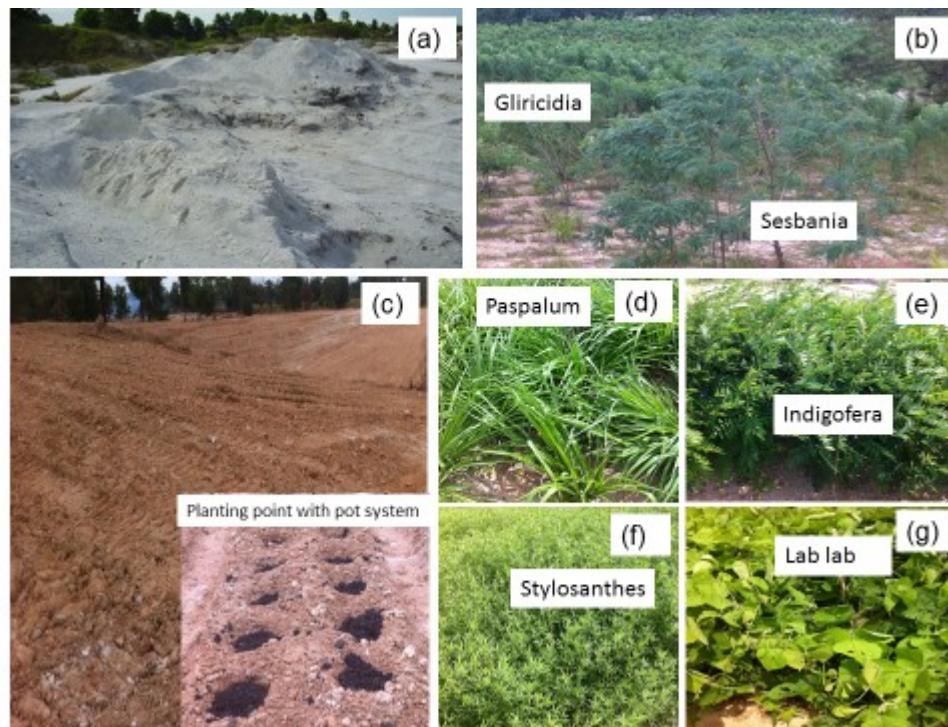 (a)
(b)
Gliricidia
Sesbania
(c)
Planting point with pot system
Paspalum
(d)
(e)
Indigofera
(f)
Stylosanthes
(g)
Lab lab